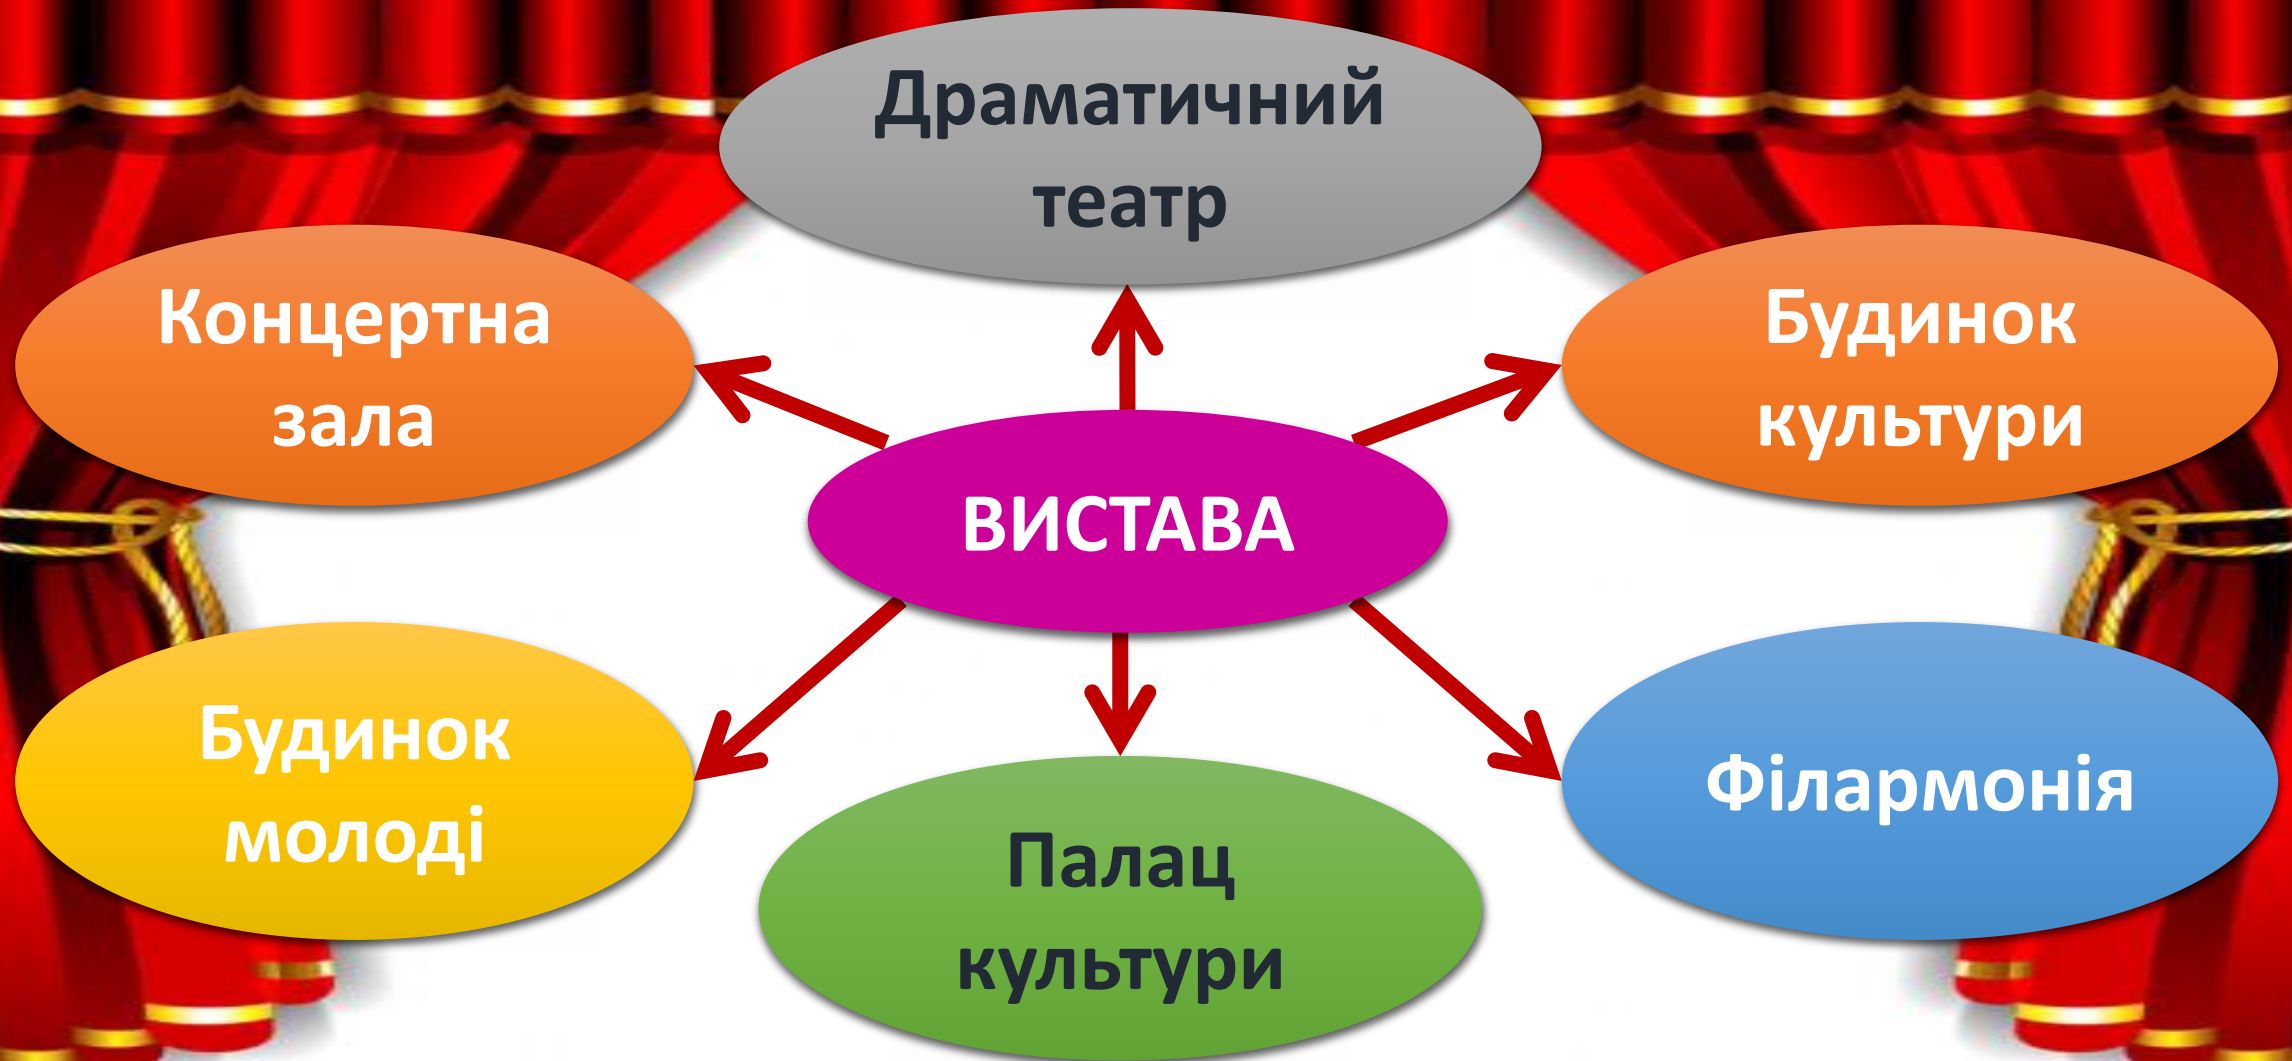 Драматичний
театр
Концертна
зала
Будинок
культури
ВИСТАВА
Будинок
молоді
Філармонія
Палац
культури